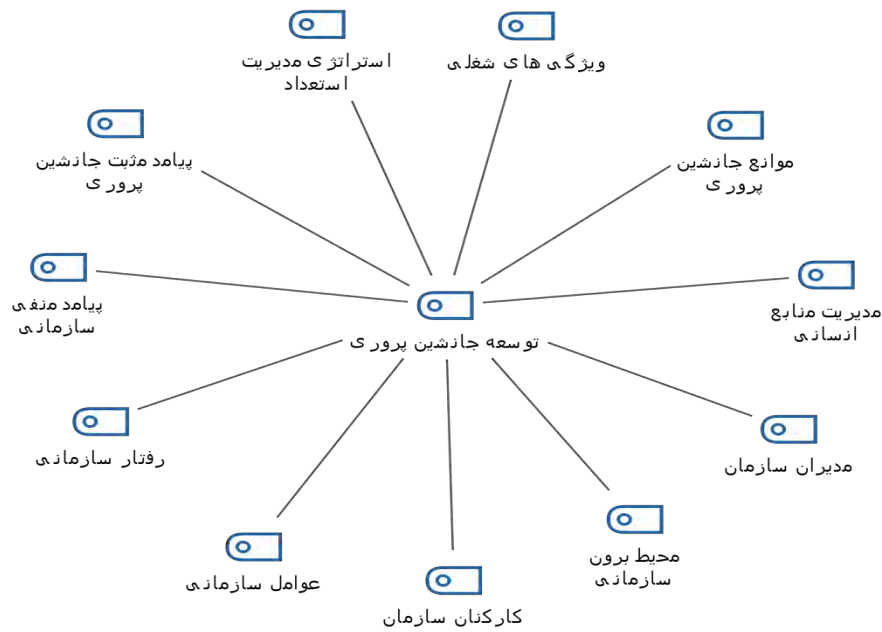 ویژگی های شغلی
استراتژی مدیریت
استعداد
موانع جانشین
پروری
پیامد مثبت جانشین
پروری
مدیریت منابع
انسانی
پیامد منفی
سازمانی
توسعه جانشین پروری
مدیران سازمان
رفتار سازمانی
محیط برون
سازمانی
عوامل سازمانی
کارکنان سازمان